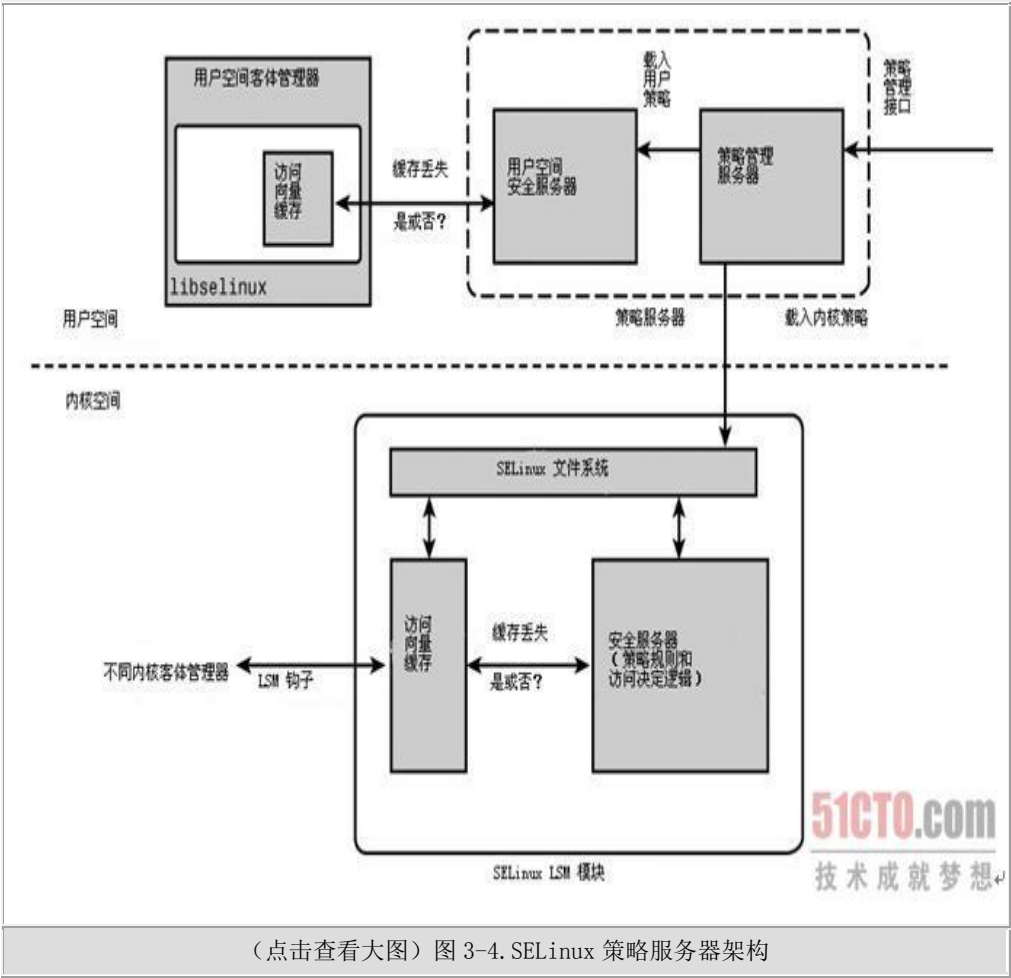 用户空间客体管理器
访问
向量
缓存
libselinux
缓存丢失
是或否?
载入
用户
策略
用户空间
安全服务器
策略管理
服务器
策略
管理
接口
用户空间
策略服务器
载入内核策略
内核空间
SELinux 文件系统
访问
向量
缓存
缓存丢失
是或否?
安全服务器
(策略规则和
访问决定逻辑)
不同内核客体管理器
LSM 钩子
SELinux LSM 模块
51CTO.com
技术成就梦想
(点击查看大图)图 3-4.SELinux 策略服务器架构